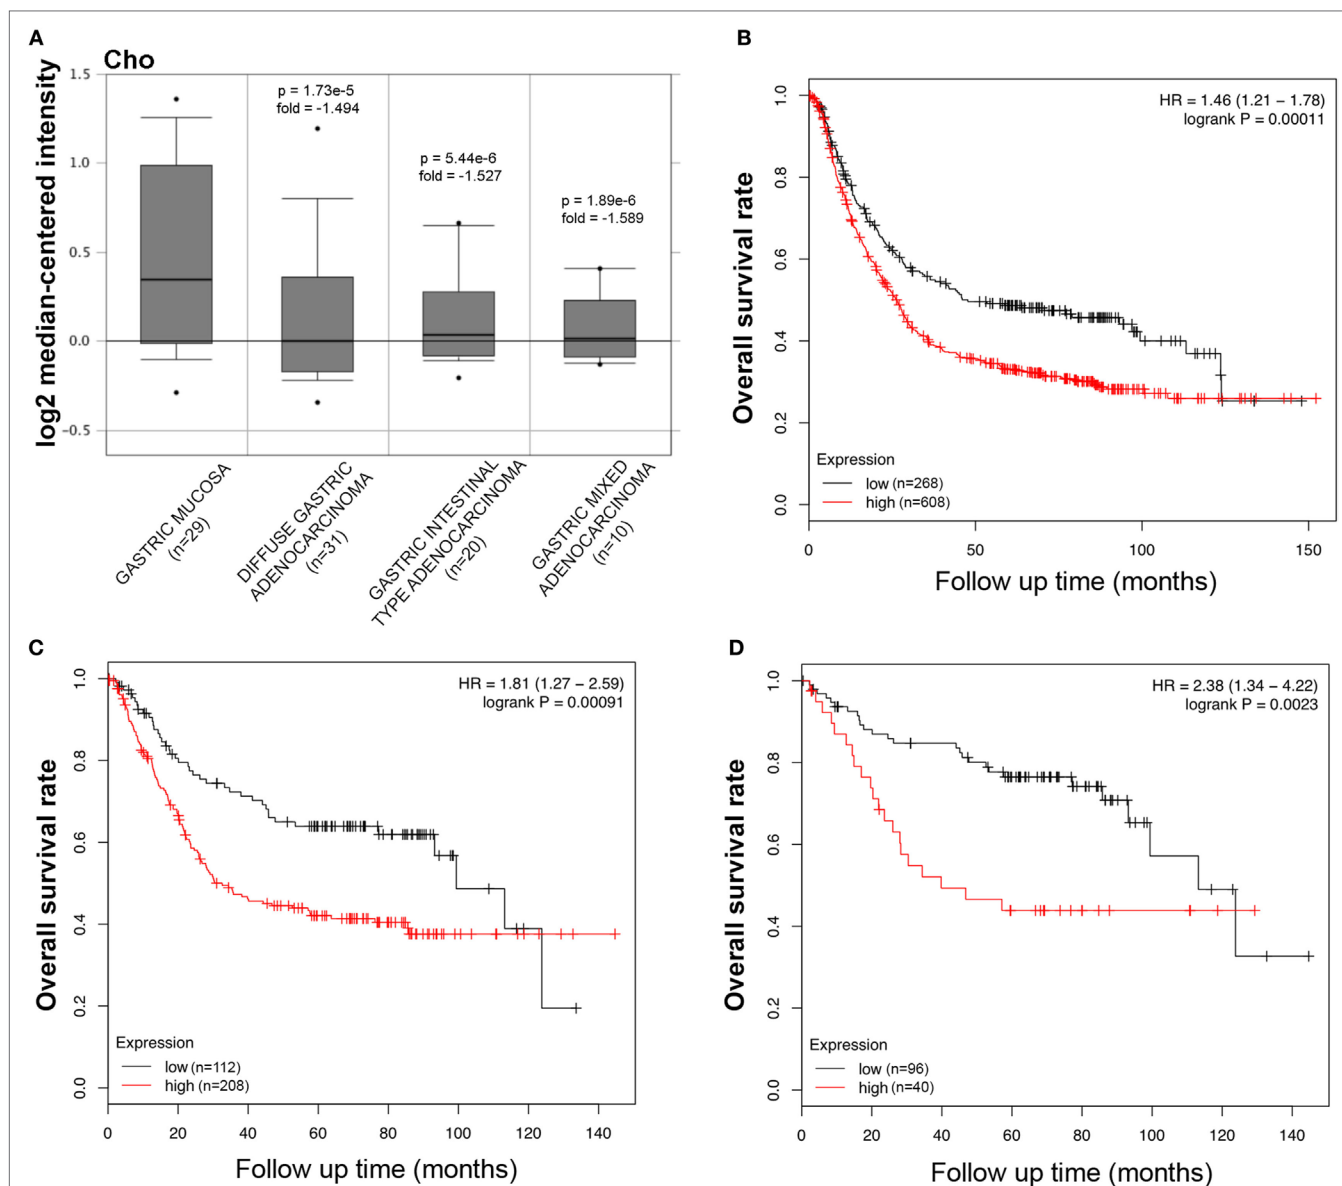 A
Cho
log2 median-centered intensity
1.5
1.0
0.5
0.0
−0.5
p = 1.73e-5
fold = -1.494
p = 5.44e-6
fold = -1.527
p = 1.89e-6
fold = -1.589
GASTRIC MUCOSA
(n=29)
DIFFUSE GASTRIC
ADENOCARCINOMA
(n=31)
GASTRIC INTESTINAL
TYPE ADENOCARCINOMA
(n=20)
GASTRIC MIXED
ADENOCARCINOMA
(n=10)
B
HR = 1.46 (1.21 − 1.78)
logrank P = 0.00011
Overall survival rate
1.0
0.8
0.6
0.4
0.2
0.0
Expression
low (n=268)
high (n=608)
0 50 100 150
Follow up time (months)
C
HR = 1.81 (1.27 − 2.59)
logrank P = 0.00091
Overall survival rate
1.0
0.8
0.6
0.4
0.2
0.0
Expression
low (n=112)
high (n=208)
0 20 40 60 80 100 120 140
Follow up time (months)
D
HR = 2.38 (1.34 − 4.22)
logrank P = 0.0023
Overall survival rate
1.0
0.8
0.6
0.4
0.2
0.0
Expression
low (n=96)
high (n=40)
0 20 40 60 80 100 120 140
Follow up time (months)